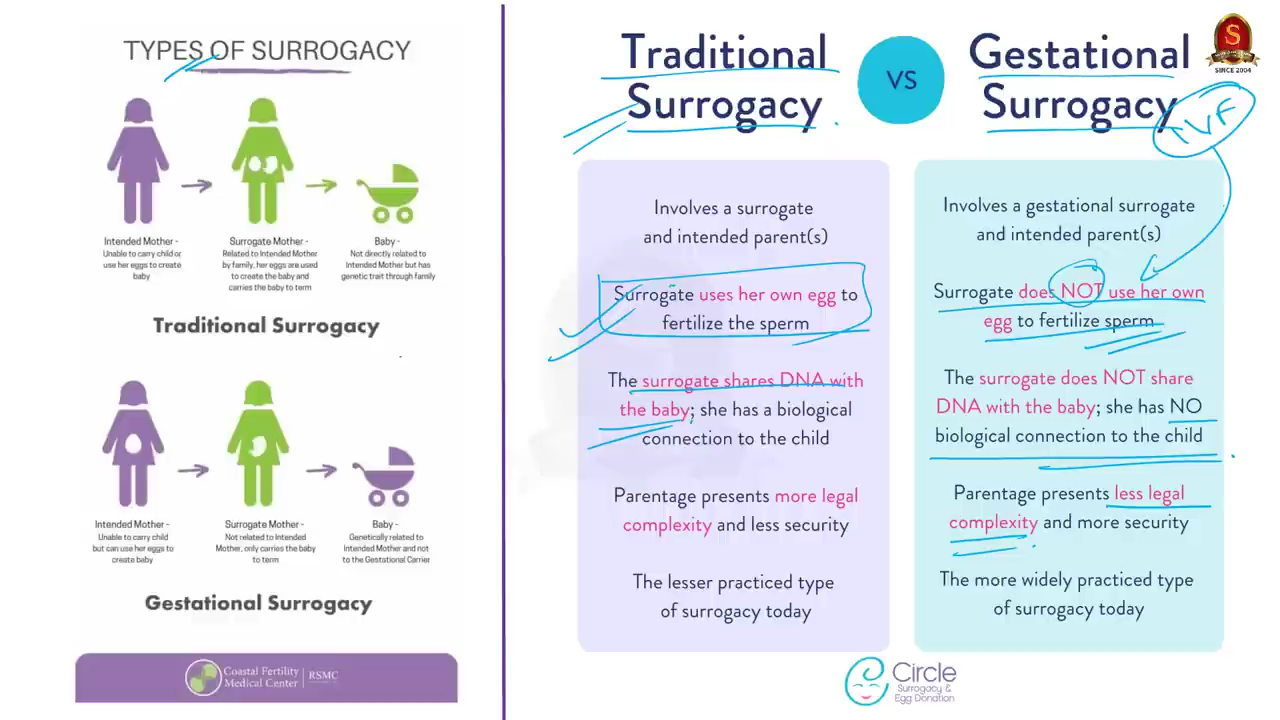 TYPES OF SURROGACY
Intended Mother -
Unable to carry child or
use her eggs to create
baby
Surrogate Mother -
Related to Intended Mother
by family, her eggs are used
to create the baby and
carries the baby to term
Baby -
Not directly related to
Intended Mother but has
genetic trait through family
Traditional Surrogacy
Intended Mother -
Unable to carry child
but can use her eggs to
create baby
Surrogate Mother -
Not related to Intended
Mother, only carries the baby
to term
Baby -
Genetically related to
Intended Mother and not
to the Gestational Carrier
Gestational Surrogacy
Coastal Fertility
Medical Center
RSMC
Traditional
Surrogacy
VS
Gestational
Surrogacy
IVF
S
SINCE 2004
Involves a surrogate
and intended parent(s)
Surrogate uses her own egg to
fertilize the sperm
The surrogate shares DNA with
the baby; she has a biological
connection to the child
Parentage presents more legal
complexity and less security
The lesser practiced type
of surrogacy today
Involves a gestational surrogate
and intended parent(s)
Surrogate does NOT use her own
egg to fertilize sperm
The surrogate does NOT share
DNA with the baby; she has NO
biological connection to the child
Parentage presents less legal
complexity and more security
The more widely practiced type
of surrogacy today
Circle
Surrogacy &
Egg Donation